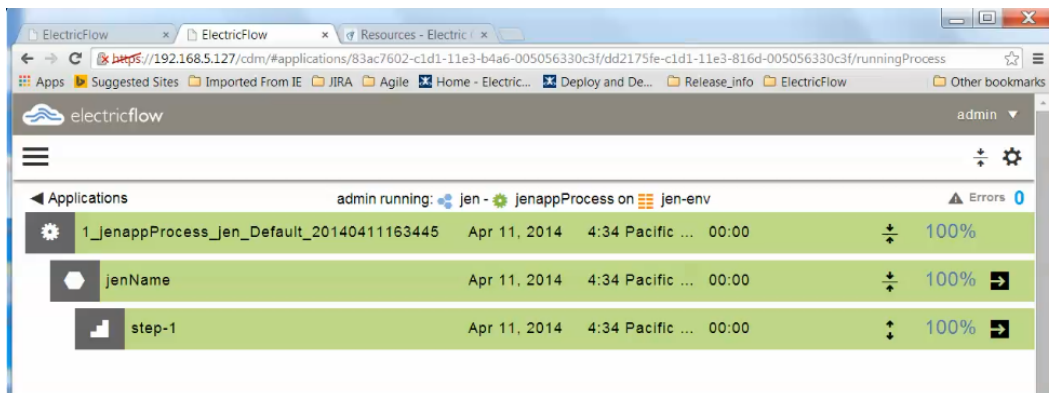 ElectricFlow ElectricFlow Resources - Electric
https://192.168.5.127/cdm/#applications/83ac7602-c1d1-11e3-b4a6-005056330c3f/dd2175fe-c1d1-11e3-816d-005056330c3f/runningProcess
Apps Suggested Sites Imported From IE JIRA Agile Home - Electric... Deploy and De... Release_info ElectricFlow Other bookmarks
electricflow admin
Applications admin running: jen - jenappProcess on jen-env Errors 0
1_jenappProcess_jen_Default_20140411163445 Apr 11, 2014 4:34 Pacific ... 00:00 100%
jenName Apr 11, 2014 4:34 Pacific ... 00:00 100%
step-1 Apr 11, 2014 4:34 Pacific ... 00:00 100%